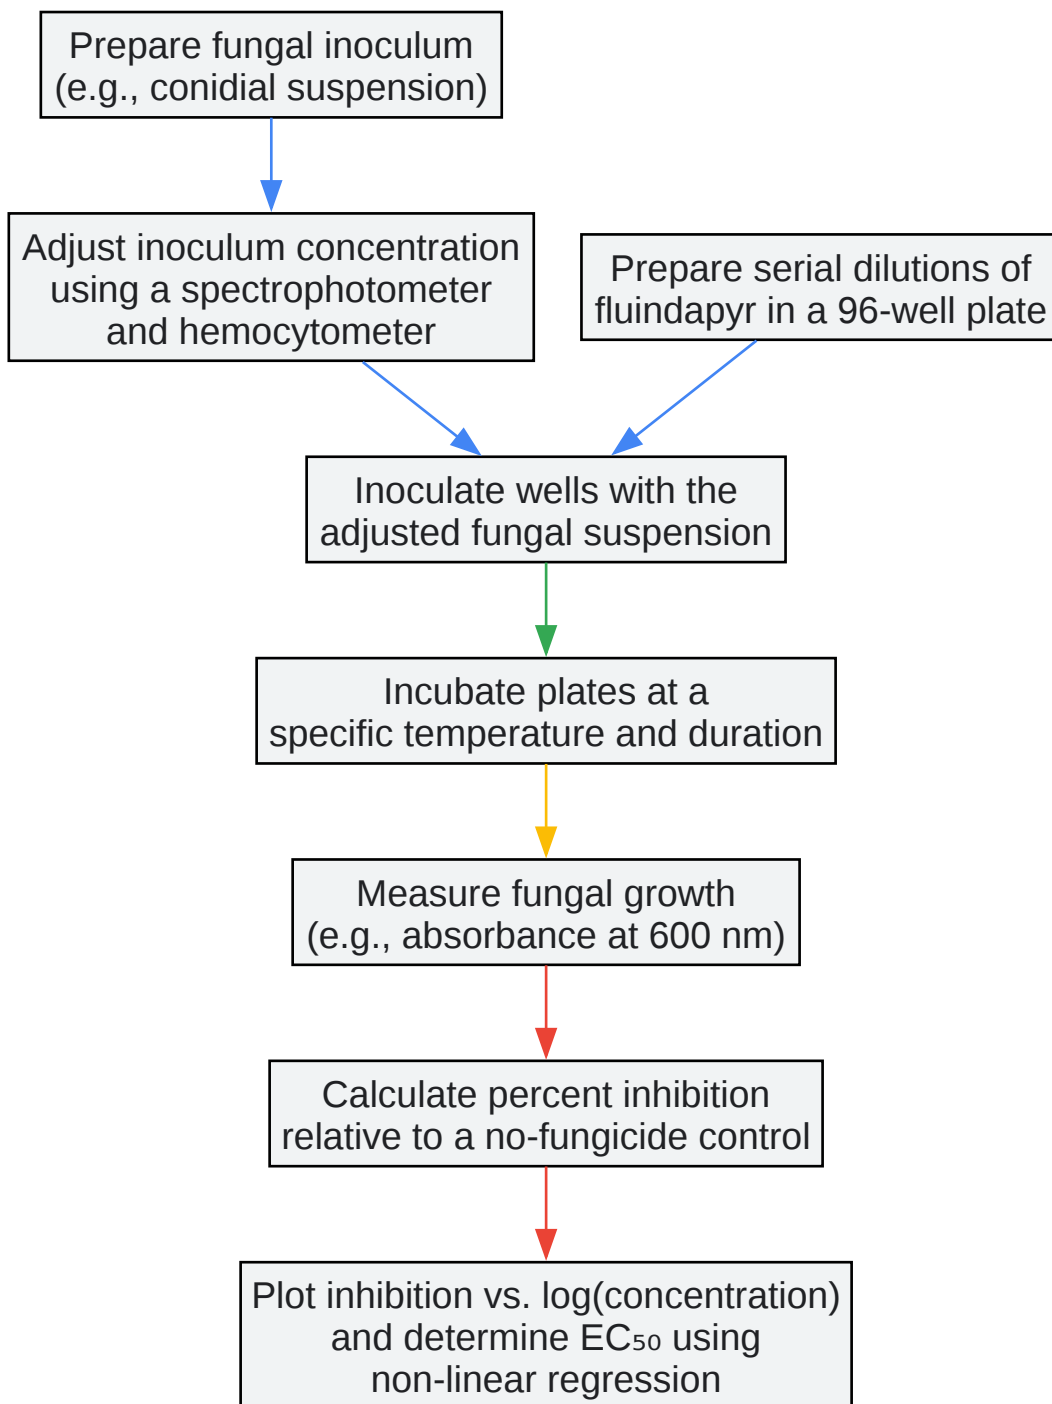 Prepare fungal inoculum
(e.g., conidial suspension)
Adjust inoculum concentration
using a spectrophotometer
and hemocytometer
Prepare serial dilutions of
fluindapyr in a 96-well plate
Inoculate wells with the
adjusted fungal suspension
Incubate plates at a
specific temperature and duration
Measure fungal growth
(e.g., absorbance at 600 nm)
Calculate percent inhibition
relative to a no-fungicide control
Plot inhibition vs. log(concentration)
and determine EC₅₀ using
non-linear regression